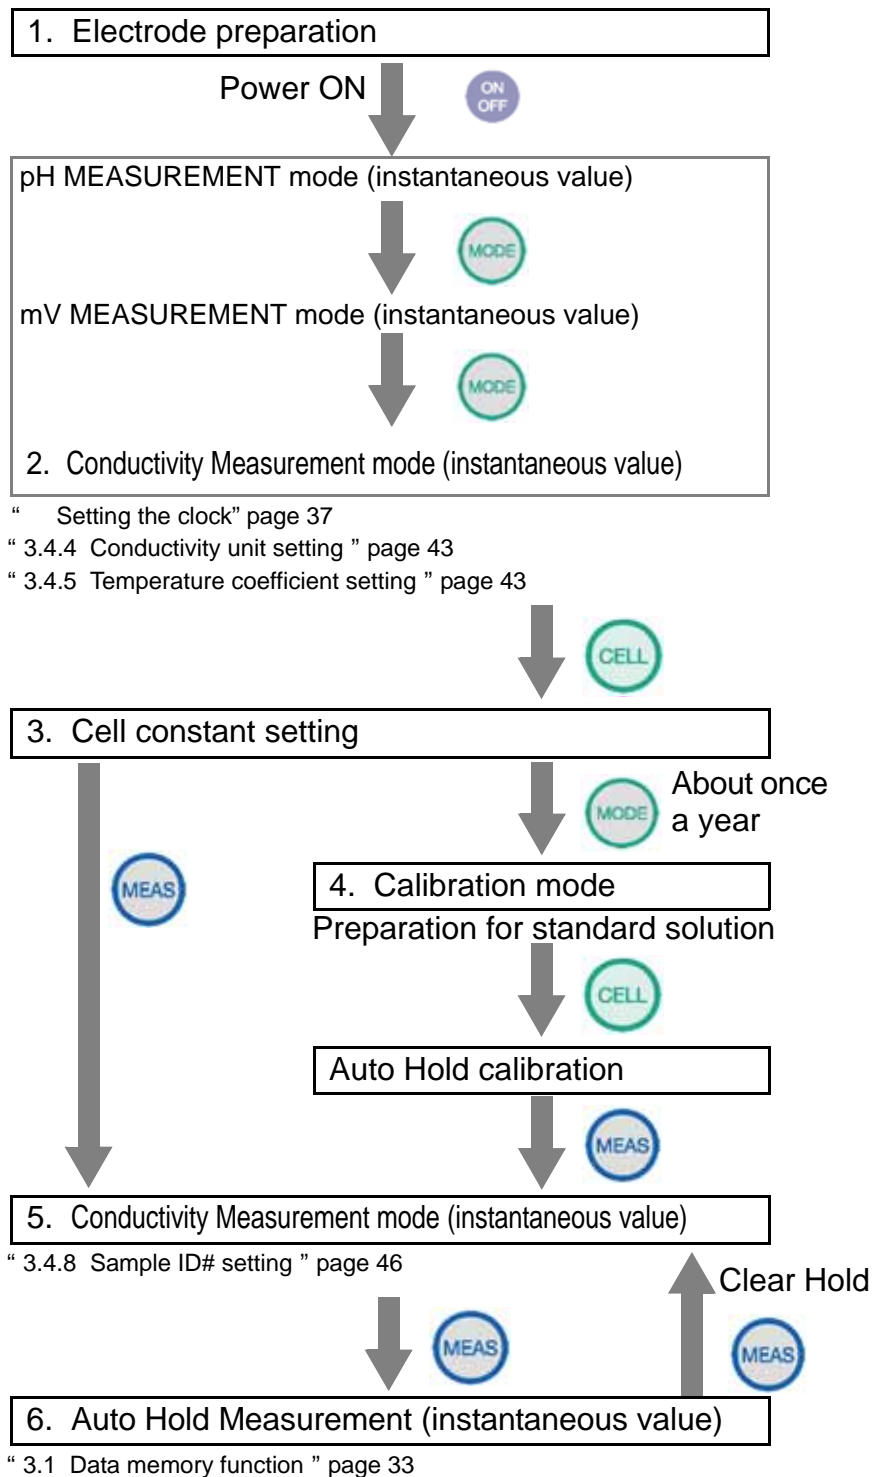 1. Electrode preparation
Power ON
ON
OFF
pH MEASUREMENT mode (instantaneous value)
MODE
mV MEASUREMENT mode (instantaneous value)
MODE
2. Conductivity Measurement mode (instantaneous value)
“ Setting the clock” page 37
“ 3.4.4 Conductivity unit setting ” page 43
“ 3.4.5 Temperature coefficient setting ” page 43
CELL
3. Cell constant setting
MODE
About once
a year
MEAS
4. Calibration mode
Preparation for standard solution
CELL
Auto Hold calibration
MEAS
5. Conductivity Measurement mode (instantaneous value)
“ 3.4.8 Sample ID# setting ” page 46
Clear Hold
MEAS
MEAS
6. Auto Hold Measurement (instantaneous value)
“ 3.1 Data memory function ” page 33